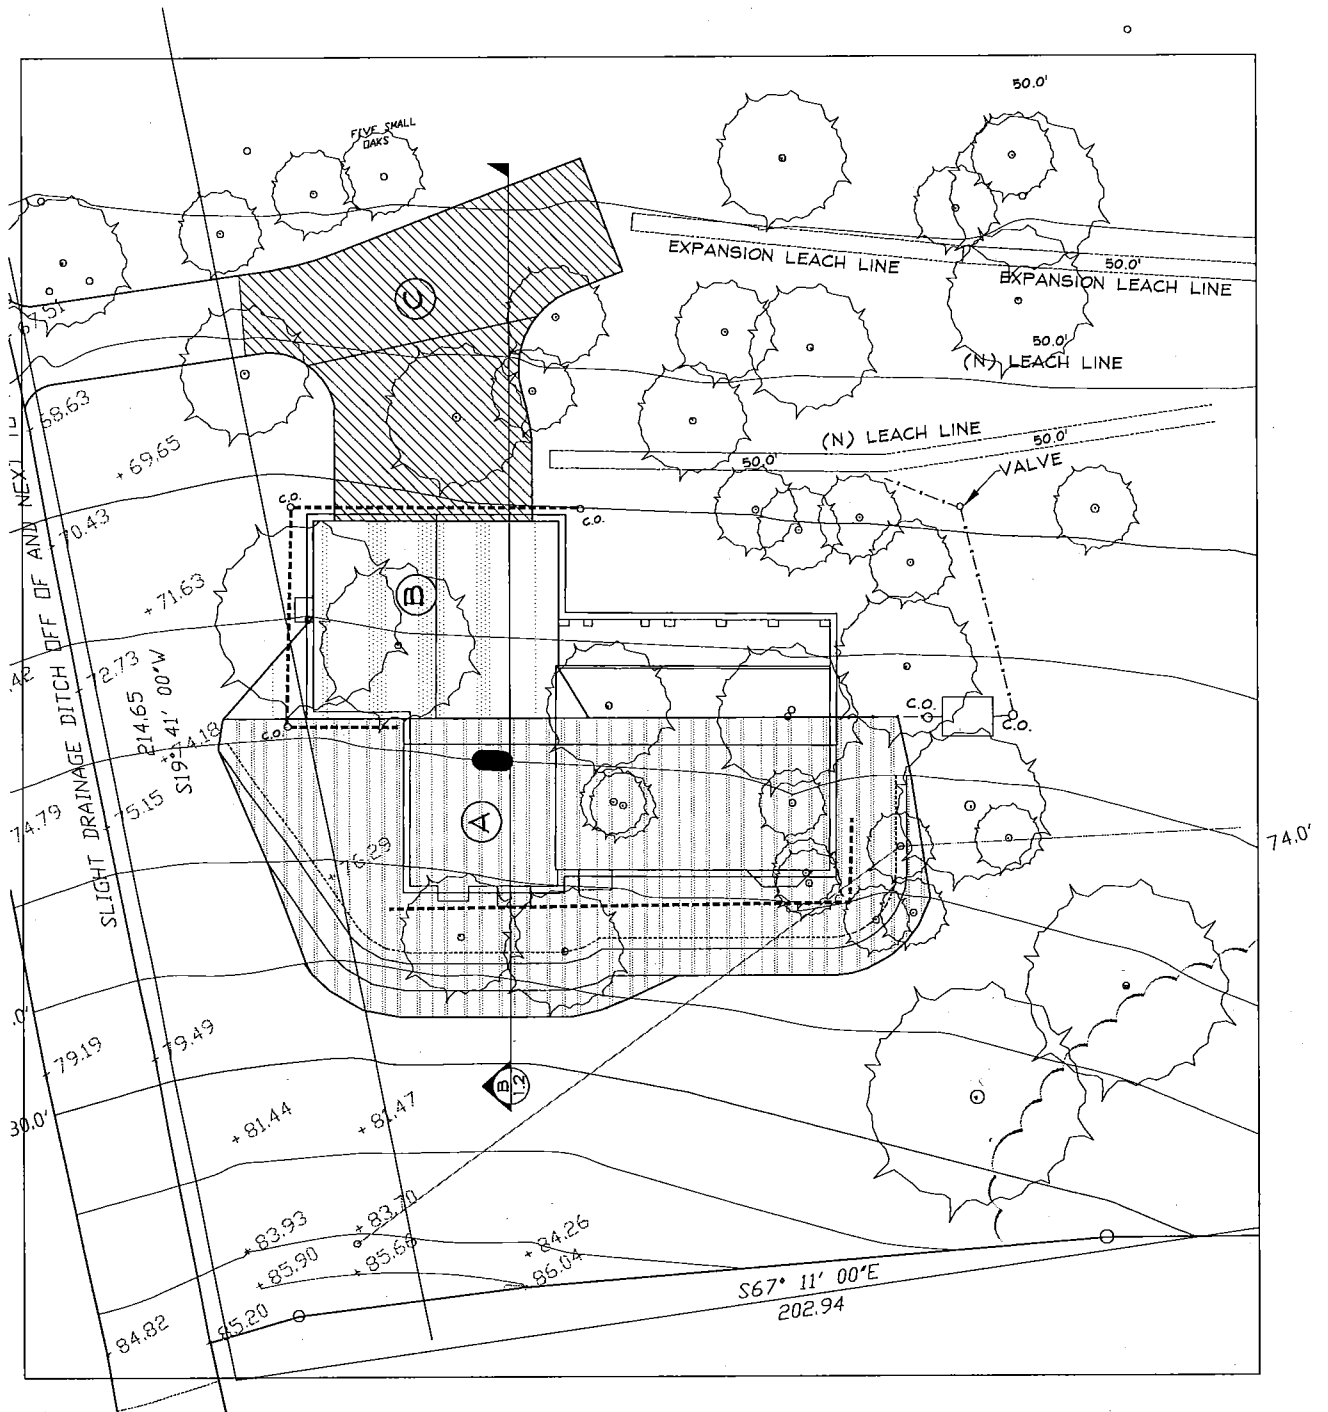 50.0'
FIVE SMALL
OAKS
EXPANSION LEACH LINE
50.0'
EXPANSION LEACH LINE
C
67.51
50.0'
(N) LEACH LINE
68.63
+ 69.65
(N) LEACH LINE
50.0'
50.0'
VALVE
C.O.
C.O.
70.43
+ 71.63
B
72.73
.42
SLIGHT DRAINAGE DITCH OFF OF AND NEXT TO
214.65
S19° 41' 00"W
74.18
C.O.
C.O.
C.O.
74.79
75.15
A
+ 76.29
74.0'
.0'
79.19
79.49
B
1.2
30.0'
+ 81.44
+ 81.47
+ 83.93
+ 83.70
+ 84.26
+ 85.90
+ 85.68
+ 86.04
S67° 11' 00"E
202.94
85.20
84.82